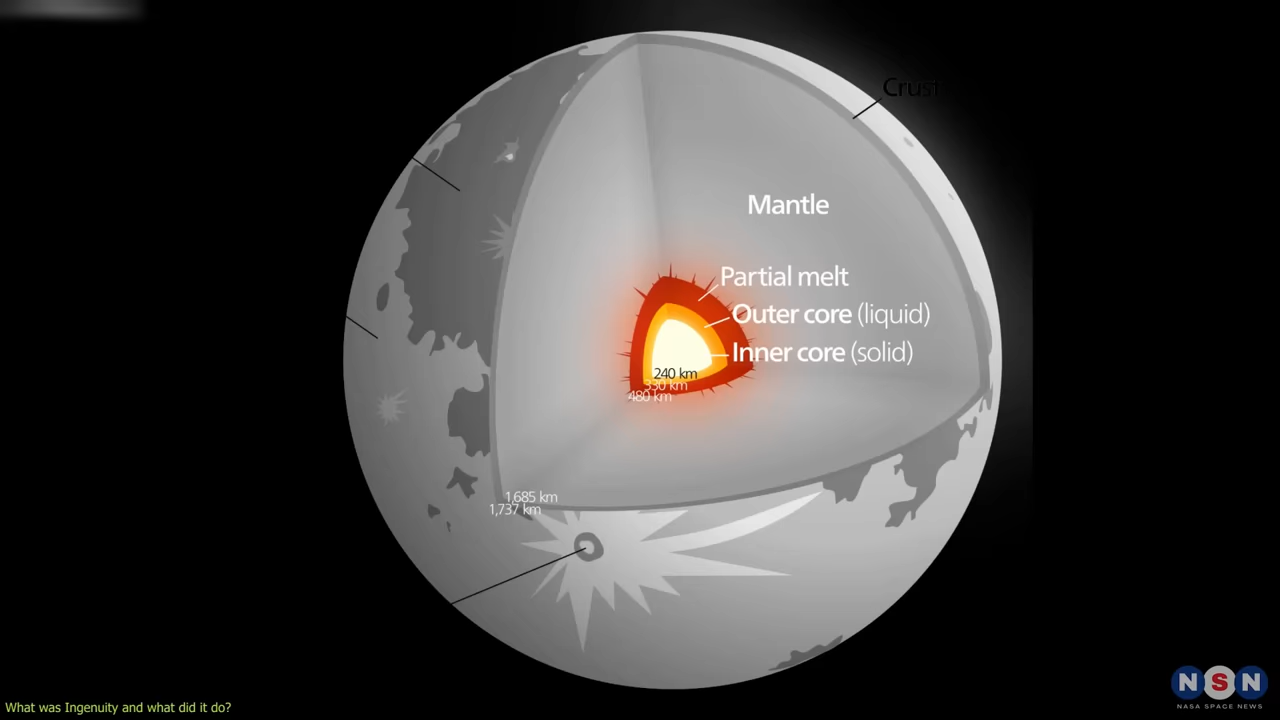 Crust
Mantle
Partial melt
Outer core (liquid)
Inner core (solid)
240 km
330 km
480 km
1,685 km
1,737 km
NSN
NASA SPACE NEWS
What was Ingenuity and what did it do?